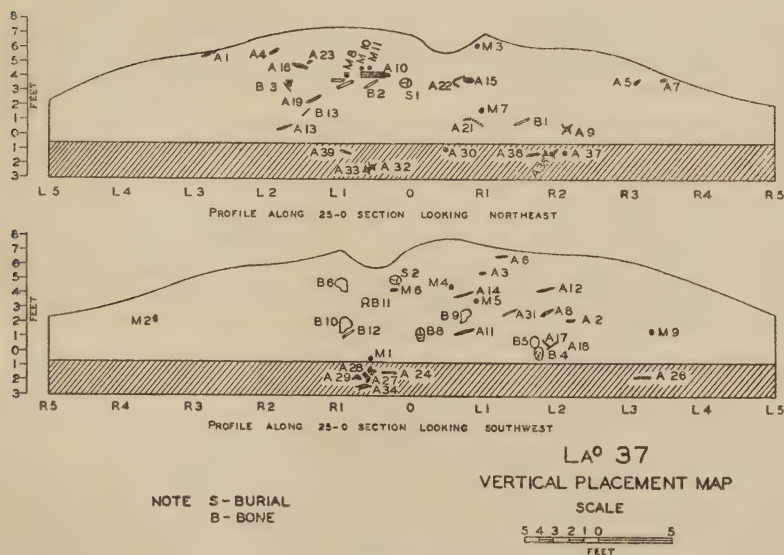 8
7
6 A4 A23 M8 M10 M11 M3
5 A1 A16 A10
4 B3 B2 S1 A22 A15 A5 A7
3 A19
2 B13 M7
1 A13 A21 B1 A9
0
1 A39 A30 A38 A35 A37
2 A33 A32
3
FEET
L5 L4 L3 L2 L1 0 R1 R2 R3 R4 R5
PROFILE ALONG 25-0 SECTION LOOKING NORTHEAST
8
7
6 A6
5 B6 S2 A3
4 M6 M4 A14 A12
3 B11 M5
2 M2 B10 B9 A31 A8 A2
1 B12 B8 A11 B5 A17 M9
0 M1 B4 A18
1 A28 A24
2 A29 A27 A26
3 A34
FEET
R5 R4 R3 R2 R1 0 L1 L2 L3 L4 L5
PROFILE ALONG 25-0 SECTION LOOKING SOUTHWEST
LAº 37
VERTICAL PLACEMENT MAP
NOTE S-BURIAL
B-BONE
SCALE
5 4 3 2 1 0 5
FEET